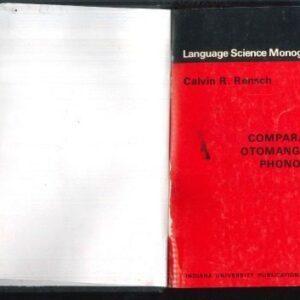 Language Science Monog
Calvin R. Rensch
COMPARA
OTOMANG
PHONO
INDIANA UNIVERSITY PUBLICATION